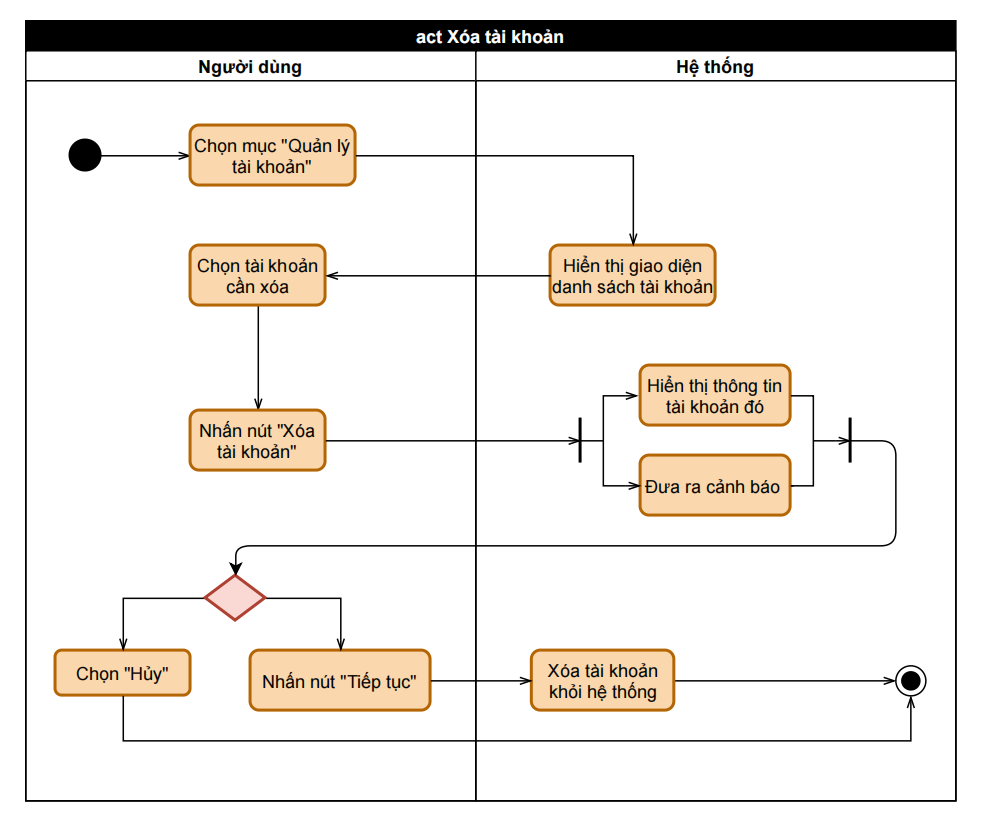 act Xóa tài khoản
Người dùng
Hệ thống
Chọn mục "Quản lý
tài khoản"
Hiển thị giao diện
danh sách tài khoản
Chọn tài khoản
cần xóa
Nhấn nút "Xóa
tài khoản"
Hiển thị thông tin
tài khoản đó
Đưa ra cảnh báo
Chọn "Hủy"
Nhấn nút "Tiếp tục"
Xóa tài khoản
khỏi hệ thống